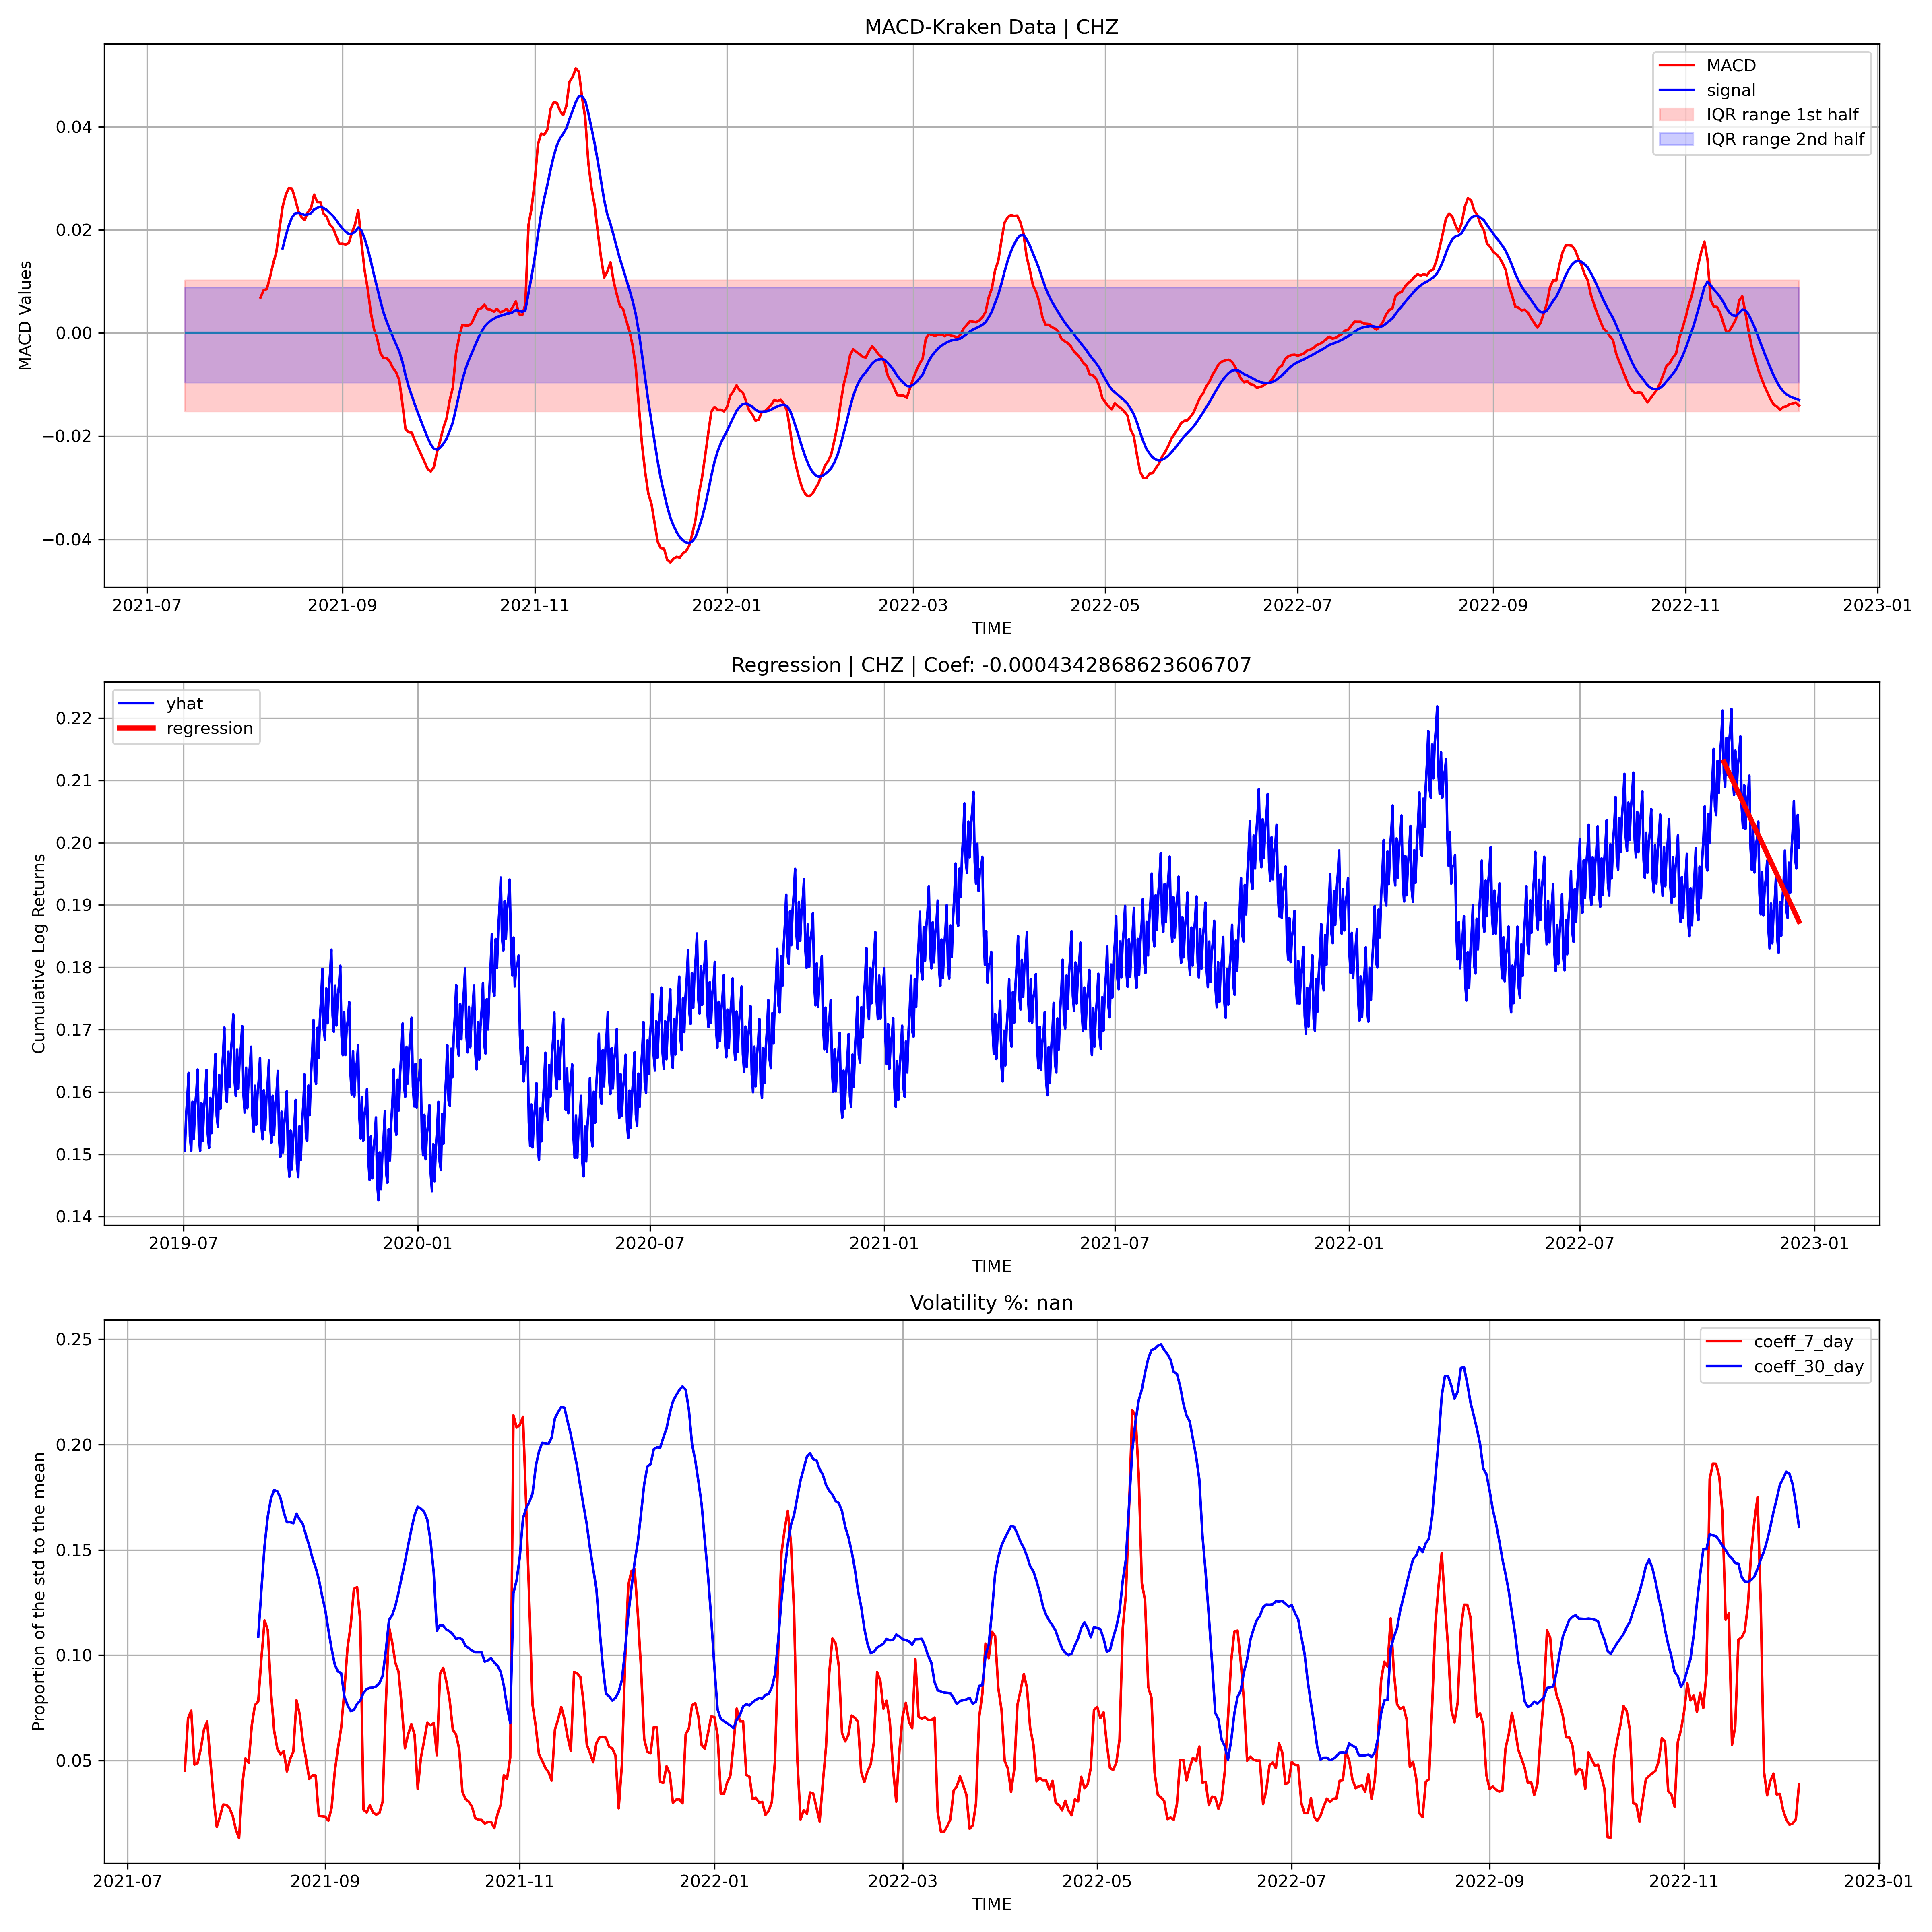 MACD-Kraken Data | CHZ
MACD
signal
IQR range 1st half
IQR range 2nd half
MACD Values
0.04
0.02
0.00
−0.02
−0.04
2021-07 2021-09 2021-11 2022-01 2022-03 2022-05 2022-07 2022-09 2022-11 2023-01
TIME
Regression | CHZ | Coef: -0.0004342868623606707
yhat
regression
Cumulative Log Returns
0.22
0.21
0.20
0.19
0.18
0.17
0.16
0.15
0.14
2019-07 2020-01 2020-07 2021-01 2021-07 2022-01 2022-07 2023-01
TIME
Volatility %: nan
coeff_7_day
coeff_30_day
Proportion of the std to the mean
0.25
0.20
0.15
0.10
0.05
2021-07 2021-09 2021-11 2022-01 2022-03 2022-05 2022-07 2022-09 2022-11 2023-01
TIME